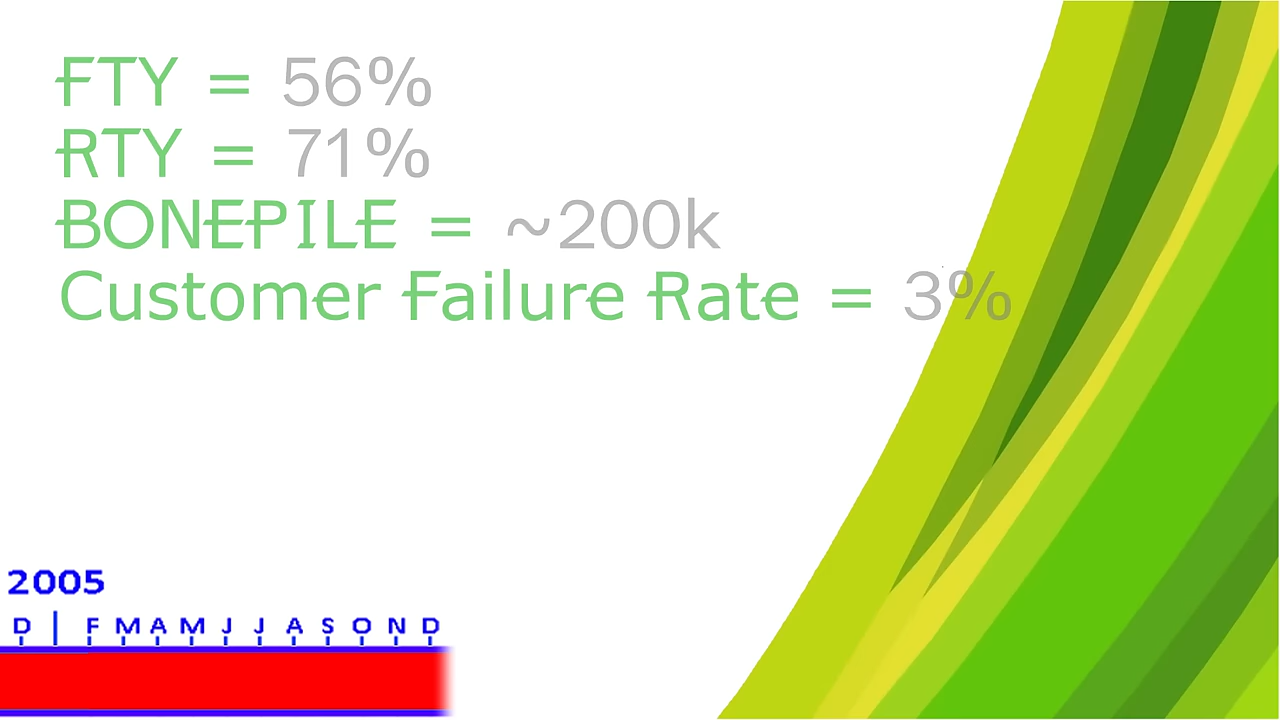 FTY = 56%
RTY = 71%
BONEPILE = ~200k
Customer Failure Rate = 3%
2005
D | F M A M J J A S O N D